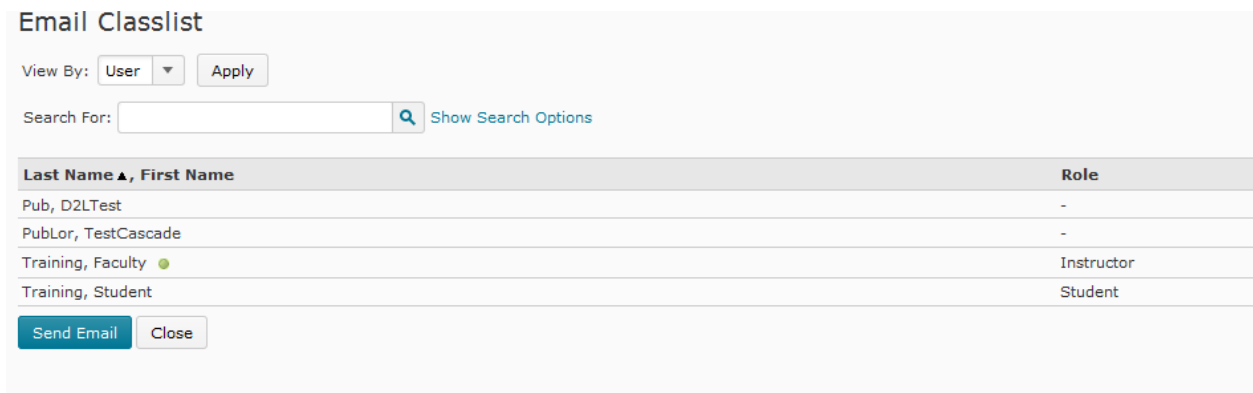 Email Classlist
View By: User Apply
Search For: Show Search Options
Last Name ▲, First Name Role
Pub, D2LTest -
PubLor, TestCascade -
Training, Faculty Instructor
Training, Student Student
Send Email Close